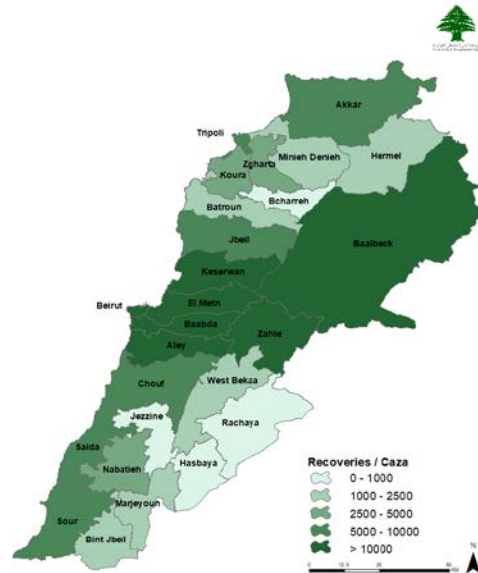 Akkar
Tripoli
Zgharta
Minieh Denieh
Hermel
Koura
Bcharreh
Batroun
Jbeil
Baalbeck
Keserwan
El Metn
Beirut
Baabda
Zahle
Aley
Chouf
West Bekaa
Jezzine
Rachaya
Saida
Hasbaya
Nabatieh
Marjeyoun
Sour
Bint Jbeil
Recoveries / Caza
0 - 1000
1000 - 2500
2500 - 5000
5000 - 10000
> 10000
N
0